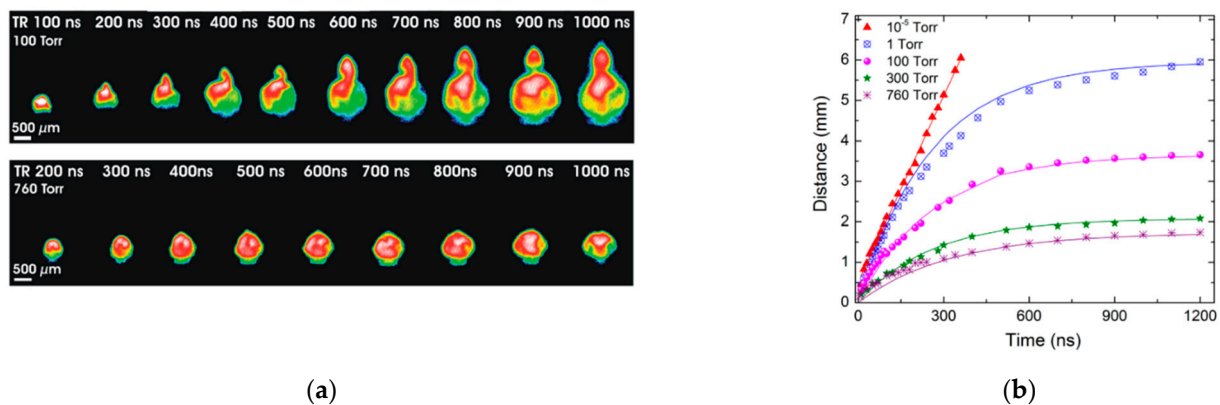 TR 100 ns 200 ns 300 ns 400 ns 500 ns 600 ns 700 ns 800 ns 900 ns 1000 ns
100 Torr
500 µm
TR 200 ns 300 ns 400ns 500 ns 600ns 700 ns 800ns 900 ns 1000 ns
760 Torr
500 µm
(a)
10-5 Torr
1 Torr
100 Torr
300 Torr
760 Torr
Distance (mm)
7
6
5
4
3
2
1
0
0 300 600 900 1200
Time (ns)
(b)